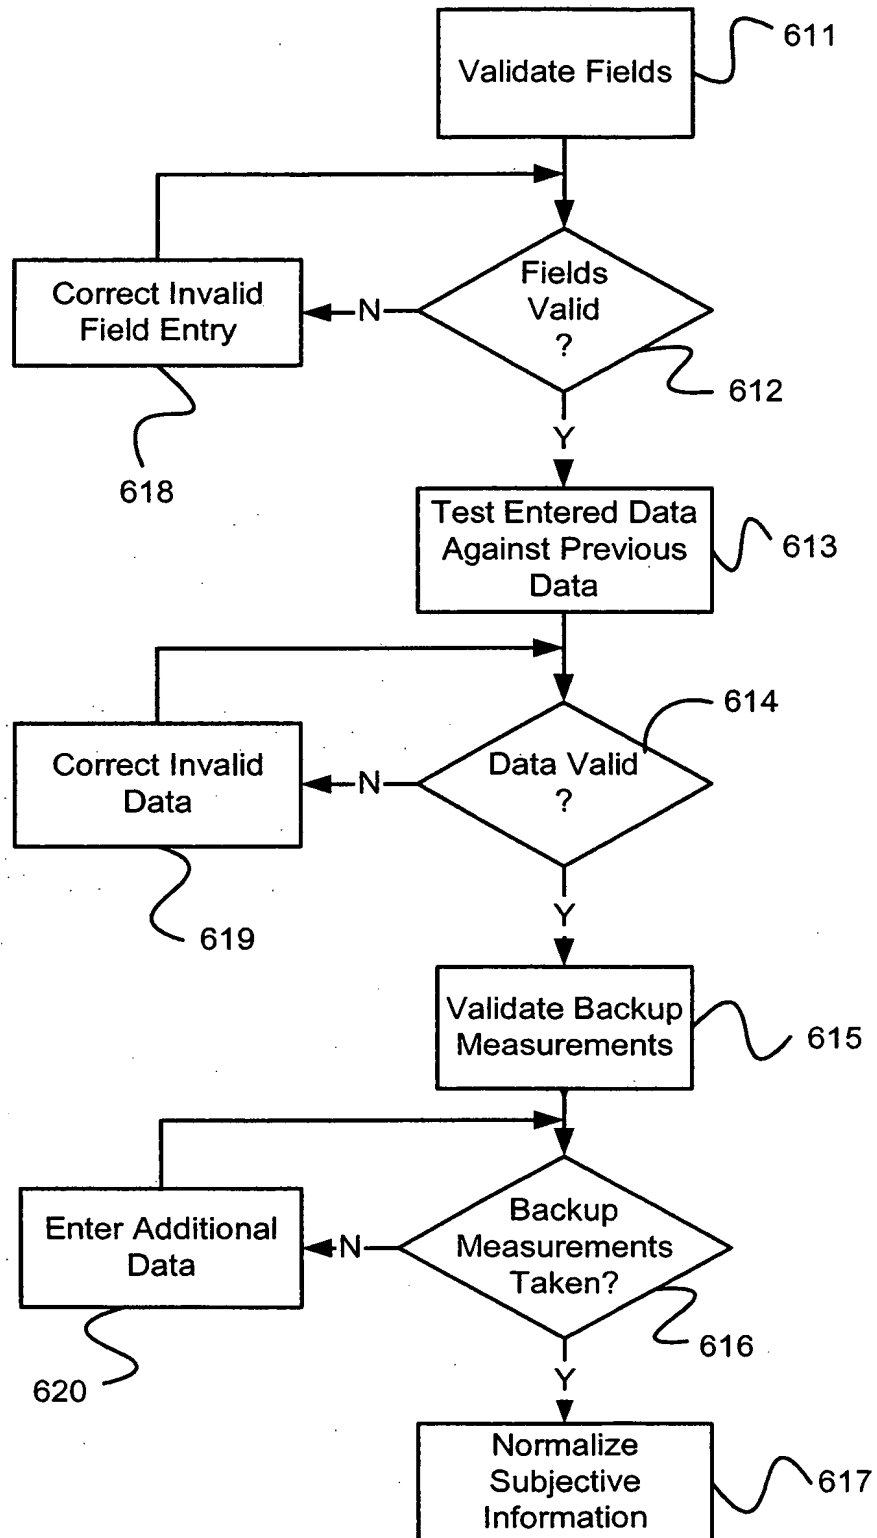 611
Validate Fields
Correct Invalid
Field Entry
N
Fields
Valid
?
612
618
Y
Test Entered Data
Against Previous
Data
613
614
Correct Invalid
Data
N
Data Valid
?
619
Y
Validate Backup
Measurements
615
Enter Additional
Data
N
Backup
Measurements
Taken?
616
620
Y
Normalize
Subjective
Information
617